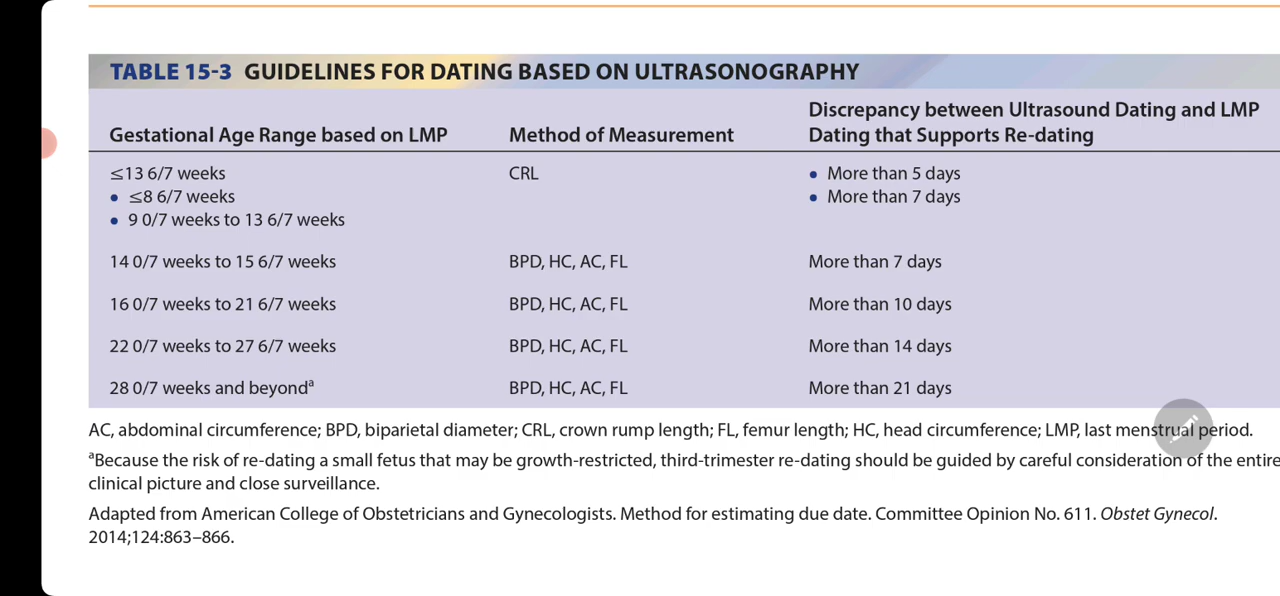 TABLE 15-3 GUIDELINES FOR DATING BASED ON ULTRASONOGRAPHY
Gestational Age Range based on LMP Method of Measurement Discrepancy between Ultrasound Dating and LMP Dating that Supports Re-dating
≤13 6/7 weeks CRL • More than 5 days
• ≤8 6/7 weeks • More than 7 days
• 9 0/7 weeks to 13 6/7 weeks
14 0/7 weeks to 15 6/7 weeks BPD, HC, AC, FL More than 7 days
16 0/7 weeks to 21 6/7 weeks BPD, HC, AC, FL More than 10 days
22 0/7 weeks to 27 6/7 weeks BPD, HC, AC, FL More than 14 days
28 0/7 weeks and beyondᵃ BPD, HC, AC, FL More than 21 days
AC, abdominal circumference; BPD, biparietal diameter; CRL, crown rump length; FL, femur length; HC, head circumference; LMP, last menstrual period.
ᵃBecause the risk of re-dating a small fetus that may be growth-restricted, third-trimester re-dating should be guided by careful consideration of the entire
clinical picture and close surveillance.
Adapted from American College of Obstetricians and Gynecologists. Method for estimating due date. Committee Opinion No. 611. Obstet Gynecol.
2014;124:863–866.